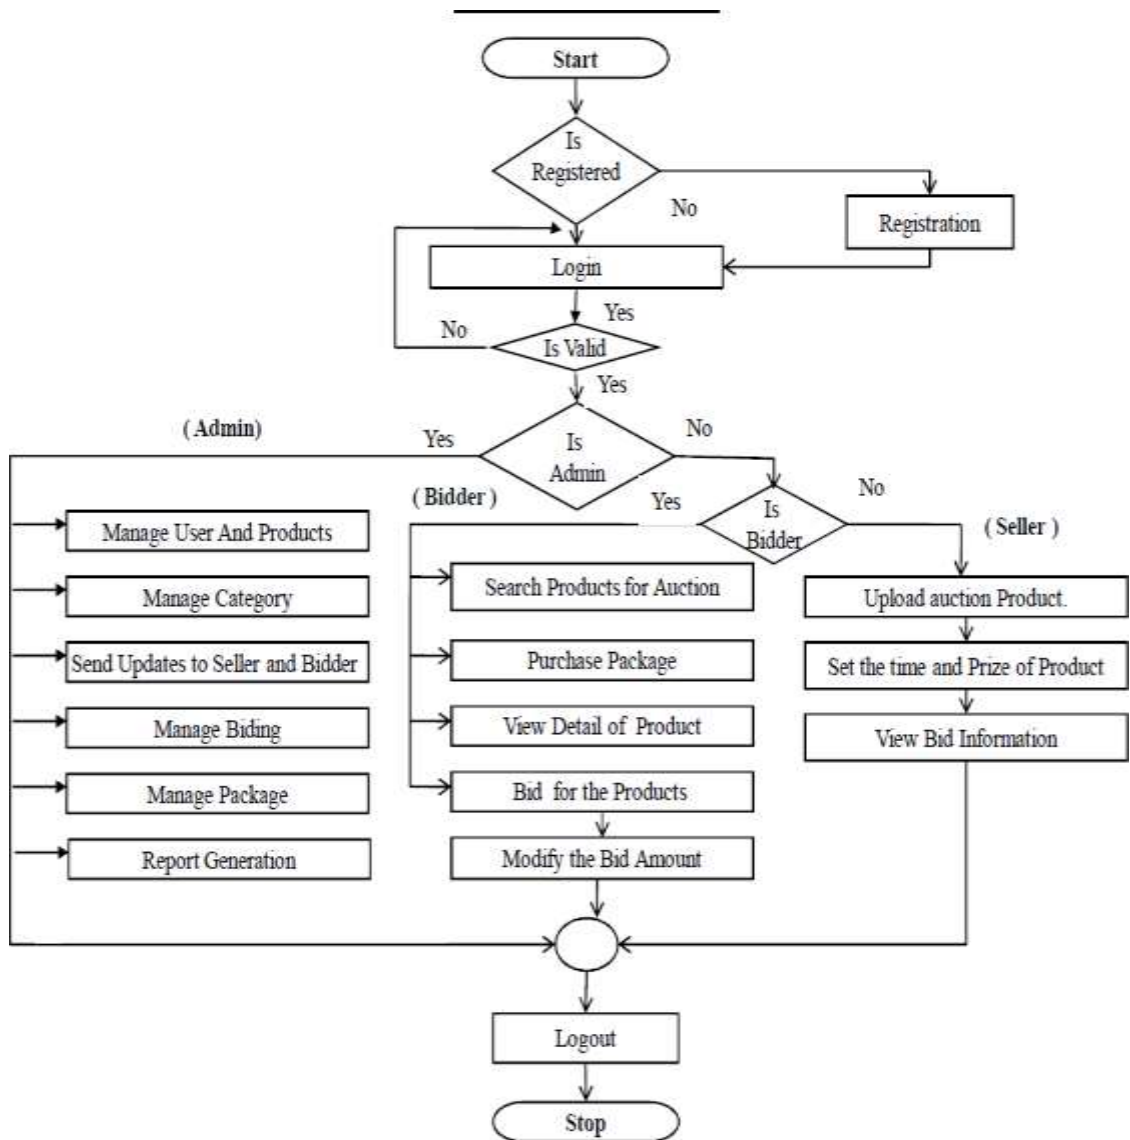 Start
Is
Registered
No
Registration
Login
Yes
No
Is Valid
Yes
( Admin)
Yes
Is
Admin
No
( Bidder )
Yes
Is
Bidder
No
( Seller )
Manage User And Products
Manage Category
Send Updates to Seller and Bidder
Manage Biding
Manage Package
Report Generation
Search Products for Auction
Purchase Package
View Detail of Product
Bid for the Products
Modify the Bid Amount
Upload auction Product.
Set the time and Prize of Product
View Bid Information
Logout
Stop